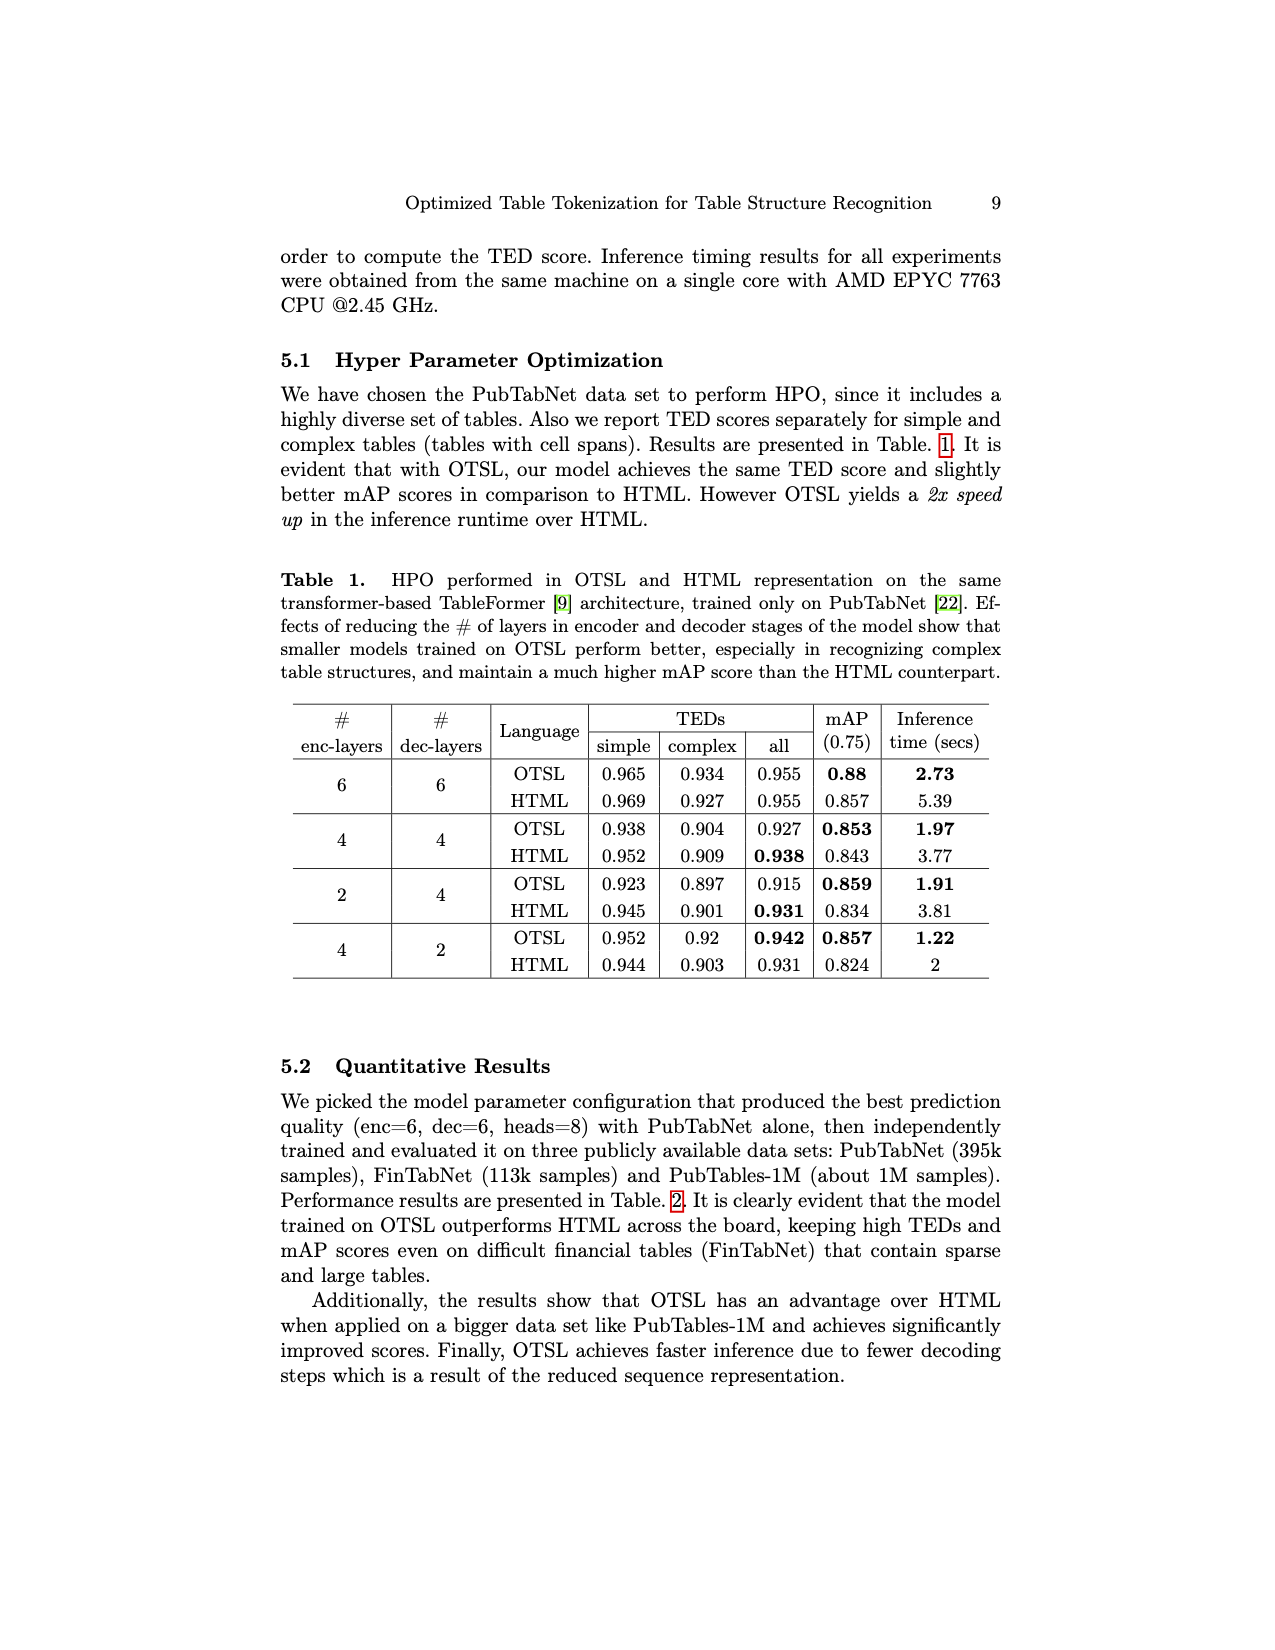 Optimized Table Tokenization for Table Structure Recognition 9
order to compute the TED score. Inference timing results for all experiments
were obtained from the same machine on a single core with AMD EPYC 7763
CPU @2.45 GHz.
5.1 Hyper Parameter Optimization
We have chosen the PubTabNet data set to perform HPO, since it includes a
highly diverse set of tables. Also we report TED scores separately for simple and
complex tables (tables with cell spans). Results are presented in Table. 1. It is
evident that with OTSL, our model achieves the same TED score and slightly
better mAP scores in comparison to HTML. However OTSL yields a 2x speed
up in the inference runtime over HTML.
Table 1. HPO performed in OTSL and HTML representation on the same
transformer-based TableFormer [9] architecture, trained only on PubTabNet [22]. Ef-
fects of reducing the # of layers in encoder and decoder stages of the model show that
smaller models trained on OTSL perform better, especially in recognizing complex
table structures, and maintain a much higher mAP score than the HTML counterpart.
# # Language TEDs mAP Inference
enc-layers dec-layers simple complex all (0.75) time (secs)
6 6 OTSL 0.965 0.934 0.955 0.88 2.73
HTML 0.969 0.927 0.955 0.857 5.39
4 4 OTSL 0.938 0.904 0.927 0.853 1.97
HTML 0.952 0.909 0.938 0.843 3.77
2 4 OTSL 0.923 0.897 0.915 0.859 1.91
HTML 0.945 0.901 0.931 0.834 3.81
4 2 OTSL 0.952 0.92 0.942 0.857 1.22
HTML 0.944 0.903 0.931 0.824 2
5.2 Quantitative Results
We picked the model parameter configuration that produced the best prediction
quality (enc=6, dec=6, heads=8) with PubTabNet alone, then independently
trained and evaluated it on three publicly available data sets: PubTabNet (395k
samples), FinTabNet (113k samples) and PubTables-1M (about 1M samples).
Performance results are presented in Table. 2. It is clearly evident that the model
trained on OTSL outperforms HTML across the board, keeping high TEDs and
mAP scores even on difficult financial tables (FinTabNet) that contain sparse
and large tables.
Additionally, the results show that OTSL has an advantage over HTML
when applied on a bigger data set like PubTables-1M and achieves significantly
improved scores. Finally, OTSL achieves faster inference due to fewer decoding
steps which is a result of the reduced sequence representation.